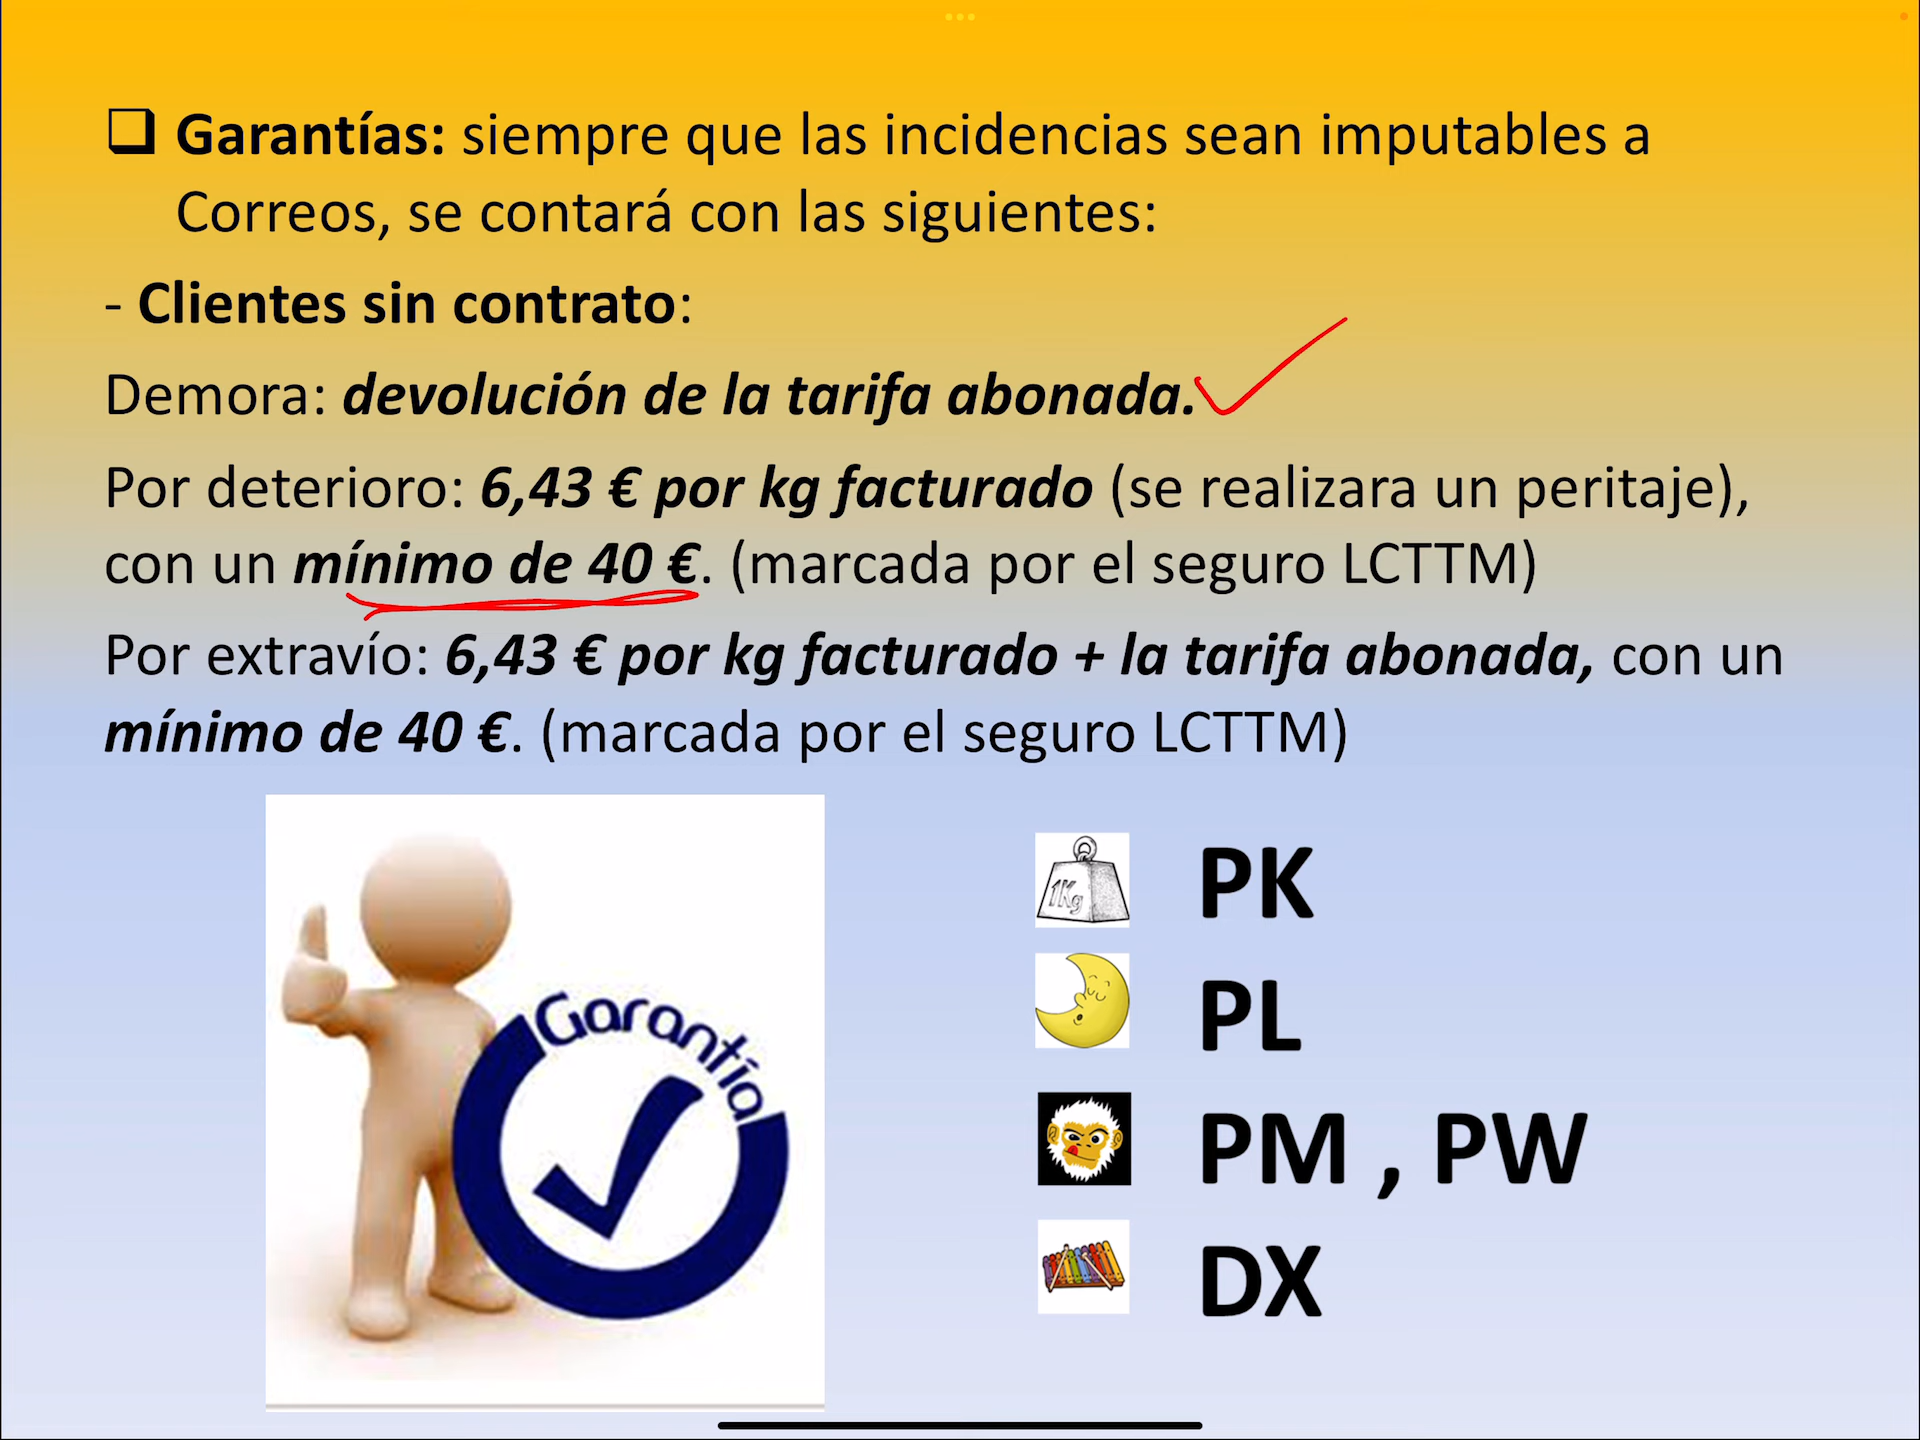 Garantías: siempre que las incidencias sean imputables a
Correos, se contará con las siguientes:
- Clientes sin contrato:
Demora: devolución de la tarifa abonada.
Por deterioro: 6,43 € por kg facturado (se realizara un peritaje),
con un mínimo de 40 €. (marcada por el seguro LCTTM)
Por extravío: 6,43 € por kg facturado + la tarifa abonada, con un
mínimo de 40 €. (marcada por el seguro LCTTM)
Garantía
1Kg
PK
PL
PM , PW
DX